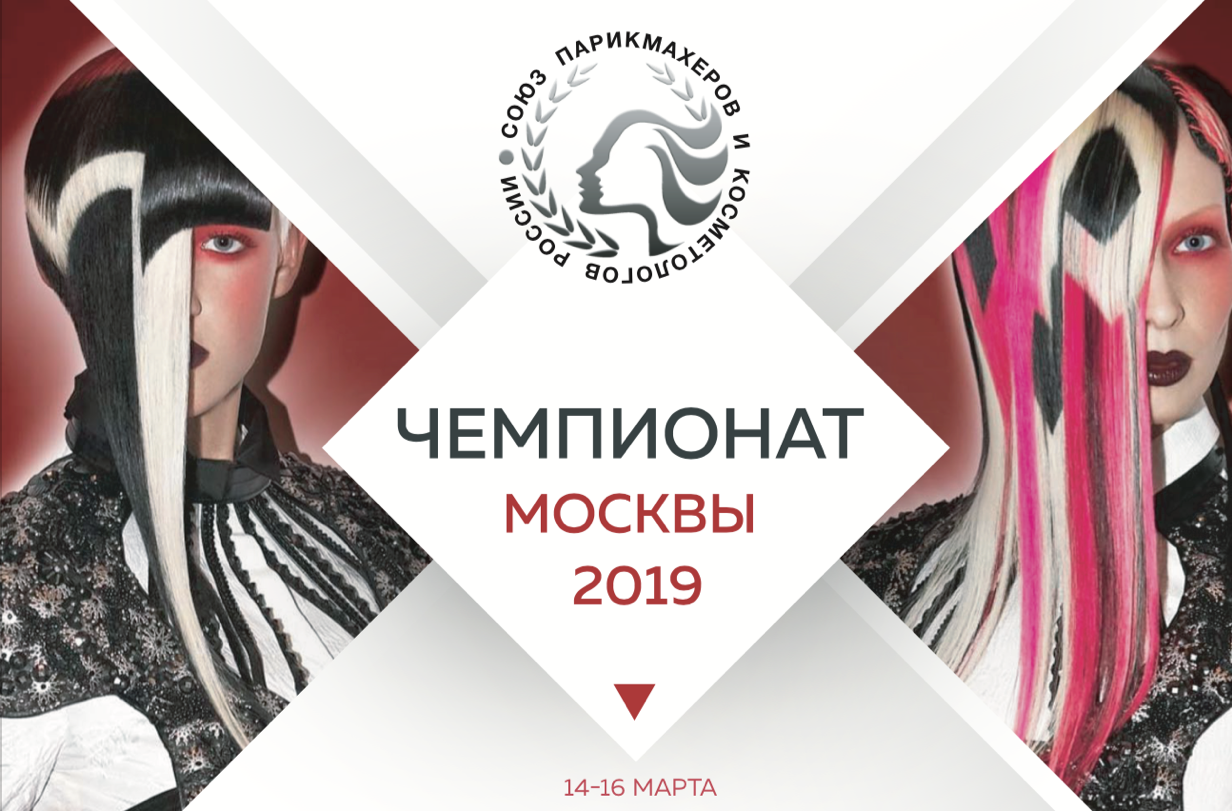 СОЮЗ ПАРИКМАХЕРОВ И КОСМЕТОЛОГОВ РОССИИ •
ЧЕМПИОНАТ
МОСКВЫ
2019
14-16 МАРТА